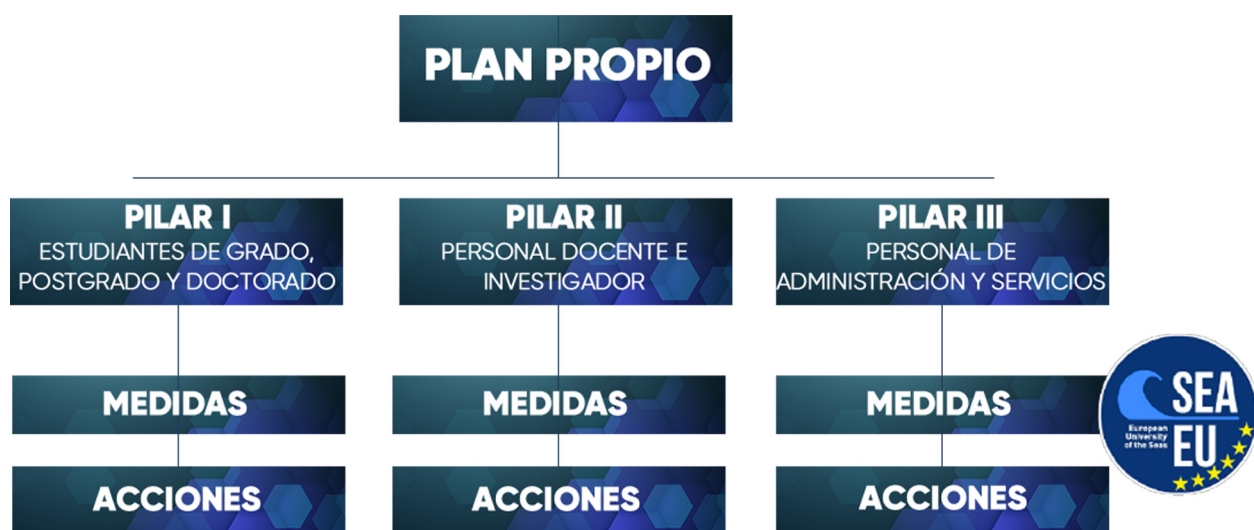 PLAN PROPIO
PILAR I
ESTUDIANTES DE GRADO,
POSTGRADO Y DOCTORADO
PILAR II
PERSONAL DOCENTE E
INVESTIGADOR
PILAR III
PERSONAL DE
ADMINISTRACIÓN Y SERVICIOS
MEDIDAS
MEDIDAS
MEDIDAS
ACCIONES
ACCIONES
ACCIONES
SEA
EU
European
University
of the Seas